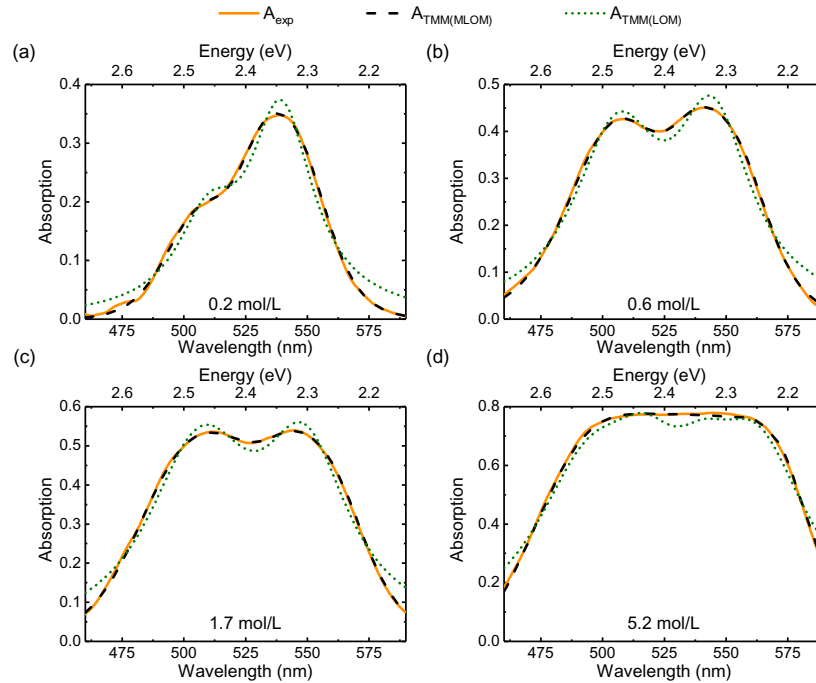 A_exp A_TMM(MLOM) A_TMM(LOM)
(a) Energy (eV)
2.6 2.5 2.4 2.3 2.2
0.4
0.3
0.2
0.1
0.0
Absorption
0.2 mol/L
475 500 525 550 575
Wavelength (nm)
(b) Energy (eV)
2.6 2.5 2.4 2.3 2.2
0.5
0.4
0.3
0.2
0.1
0.0
Absorption
0.6 mol/L
475 500 525 550 575
Wavelength (nm)
(c) Energy (eV)
2.6 2.5 2.4 2.3 2.2
0.6
0.5
0.4
0.3
0.2
0.1
0.0
Absorption
1.7 mol/L
475 500 525 550 575
Wavelength (nm)
(d) Energy (eV)
2.6 2.5 2.4 2.3 2.2
0.8
0.6
0.4
0.2
0.0
Absorption
5.2 mol/L
475 500 525 550 575
Wavelength (nm)